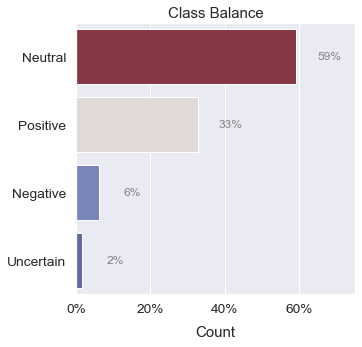 Class Balance
Neutral
59%
Positive
33%
Negative
6%
Uncertain
2%
0% 20% 40% 60%
Count